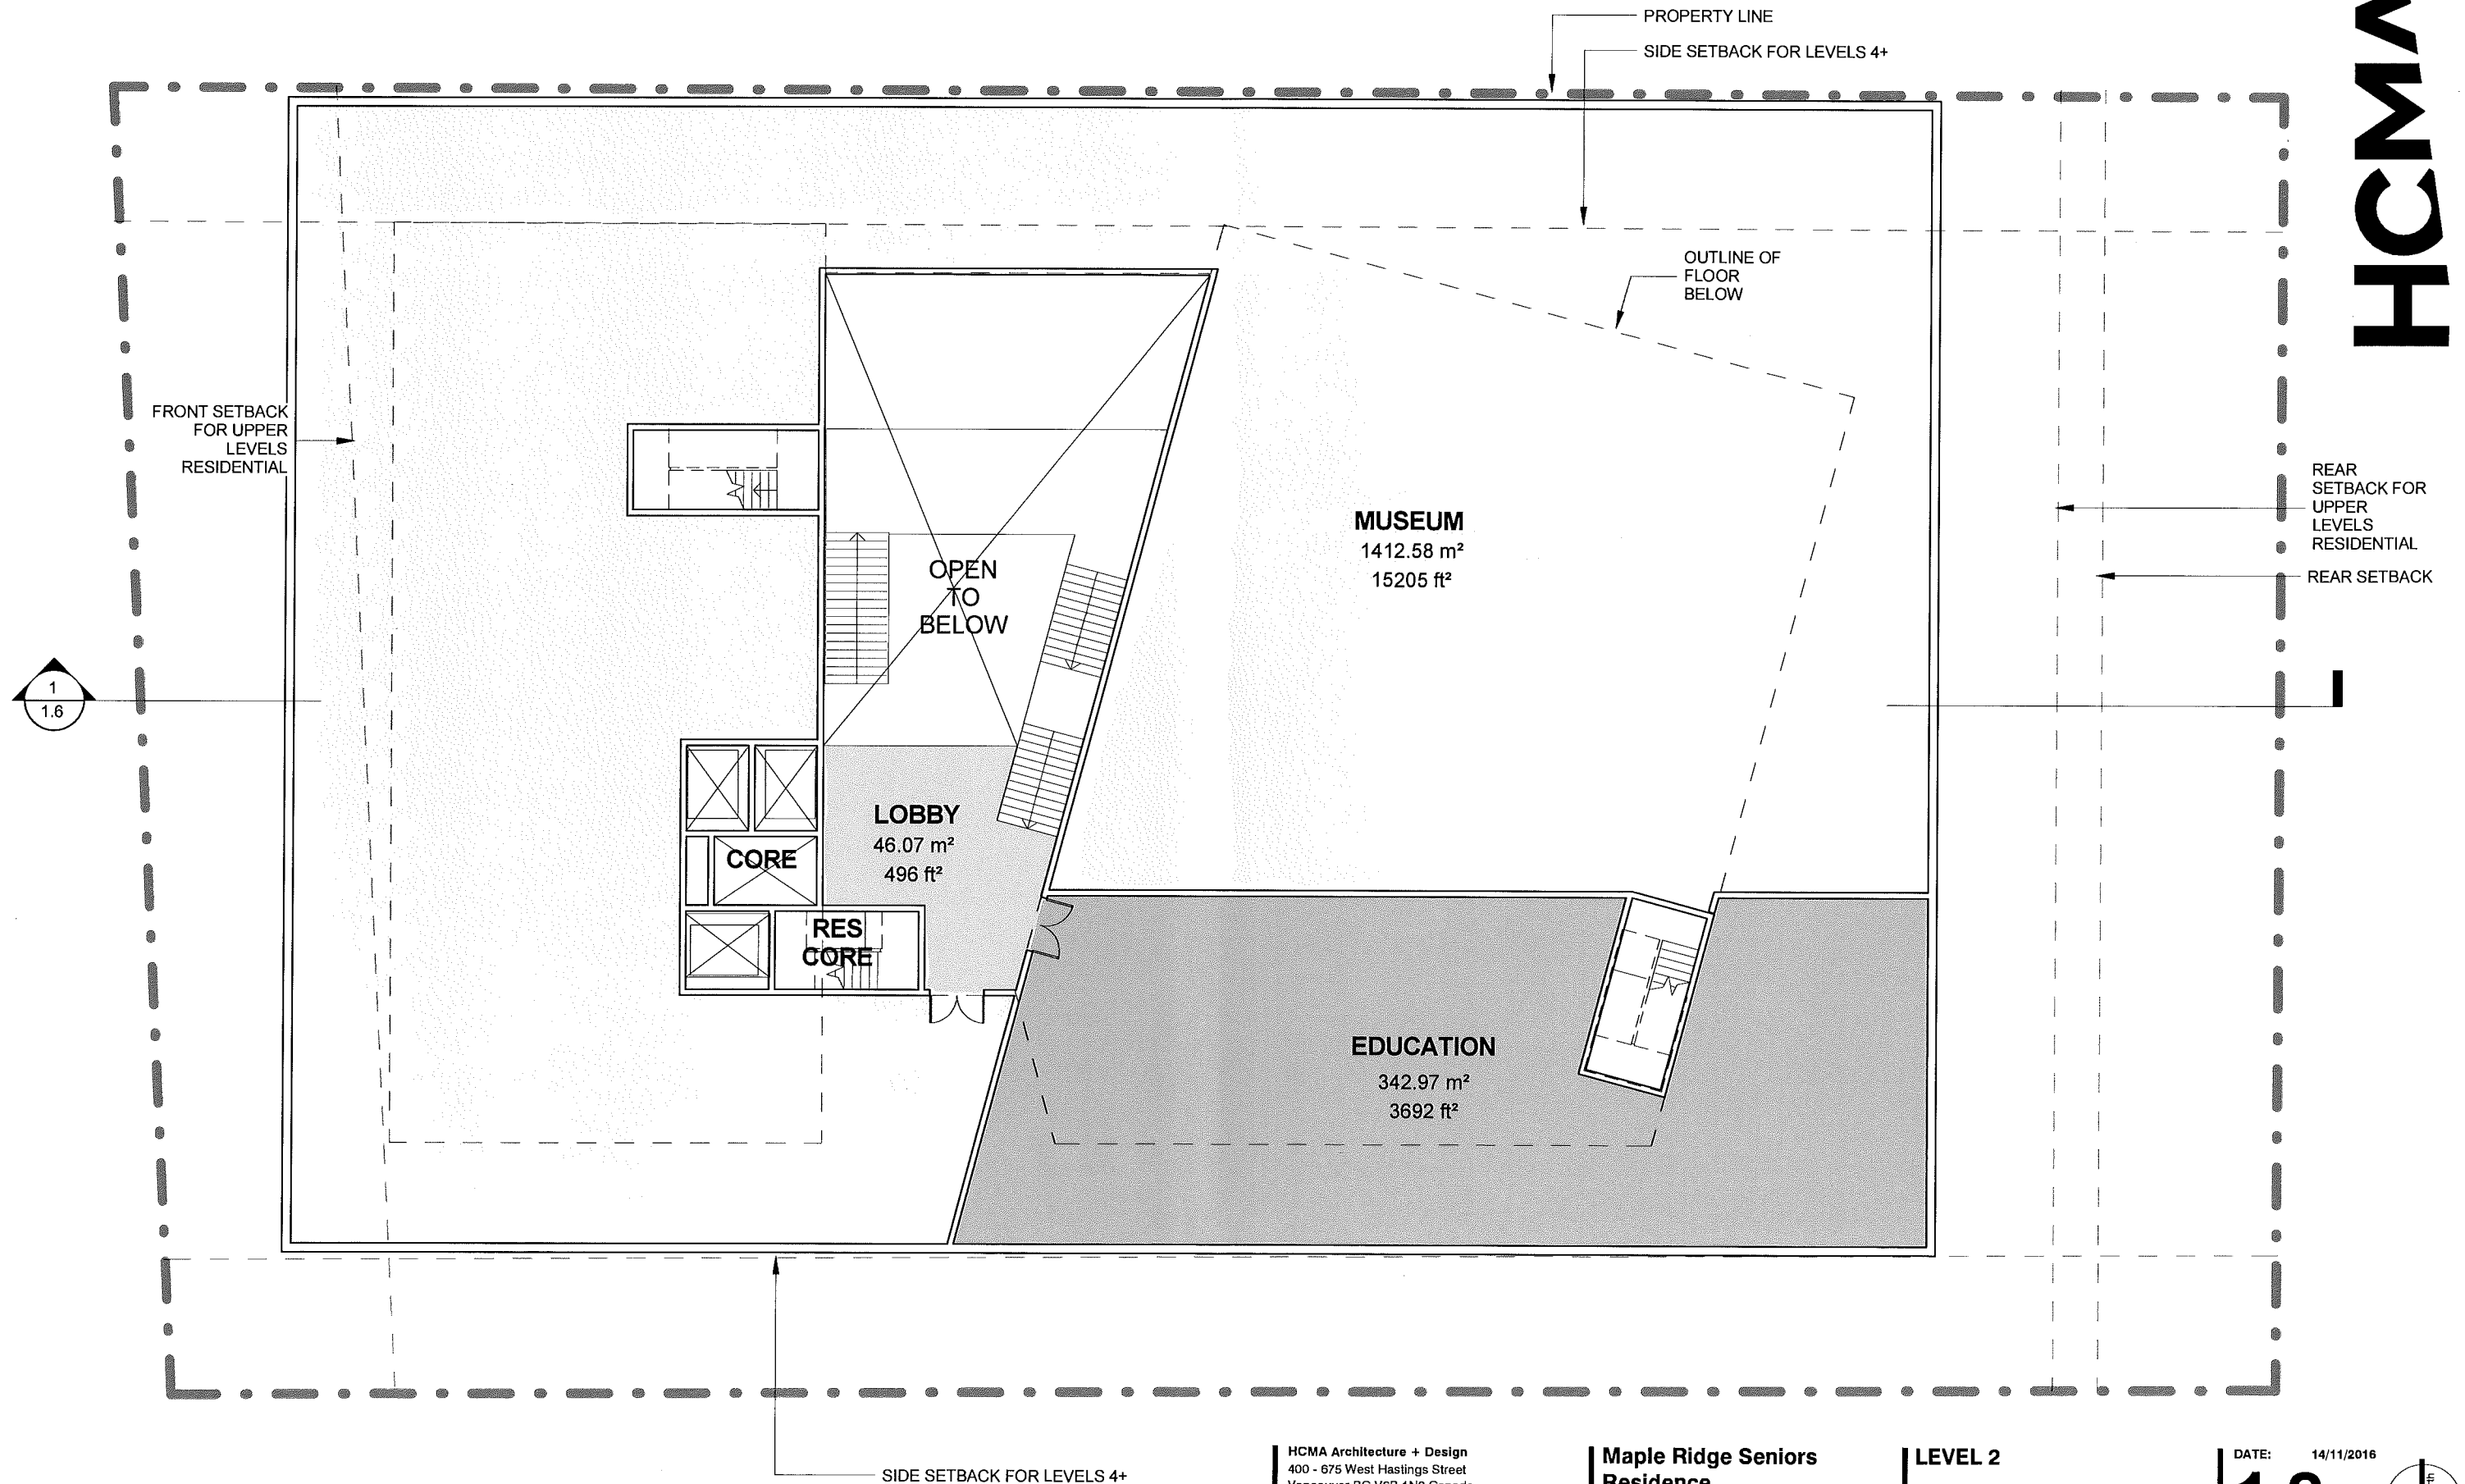 PROPERTY LINE
SIDE SETBACK FOR LEVELS 4+
HCMA
OUTLINE OF
FLOOR
BELOW
FRONT SETBACK
FOR UPPER
LEVELS
RESIDENTIAL
REAR
SETBACK FOR
UPPER
LEVELS
RESIDENTIAL
REAR SETBACK
MUSEUM
1412.58 m²
15205 ft²
OPEN
TO
BELOW
1
1.6
LOBBY
46.07 m²
496 ft²
CORE
RES
CORE
EDUCATION
342.97 m²
3692 ft²
SIDE SETBACK FOR LEVELS 4+
HCMA Architecture + Design
400 - 675 West Hastings Street
Maple Ridge Seniors
Residence
LEVEL 2
DATE: 14/11/2016